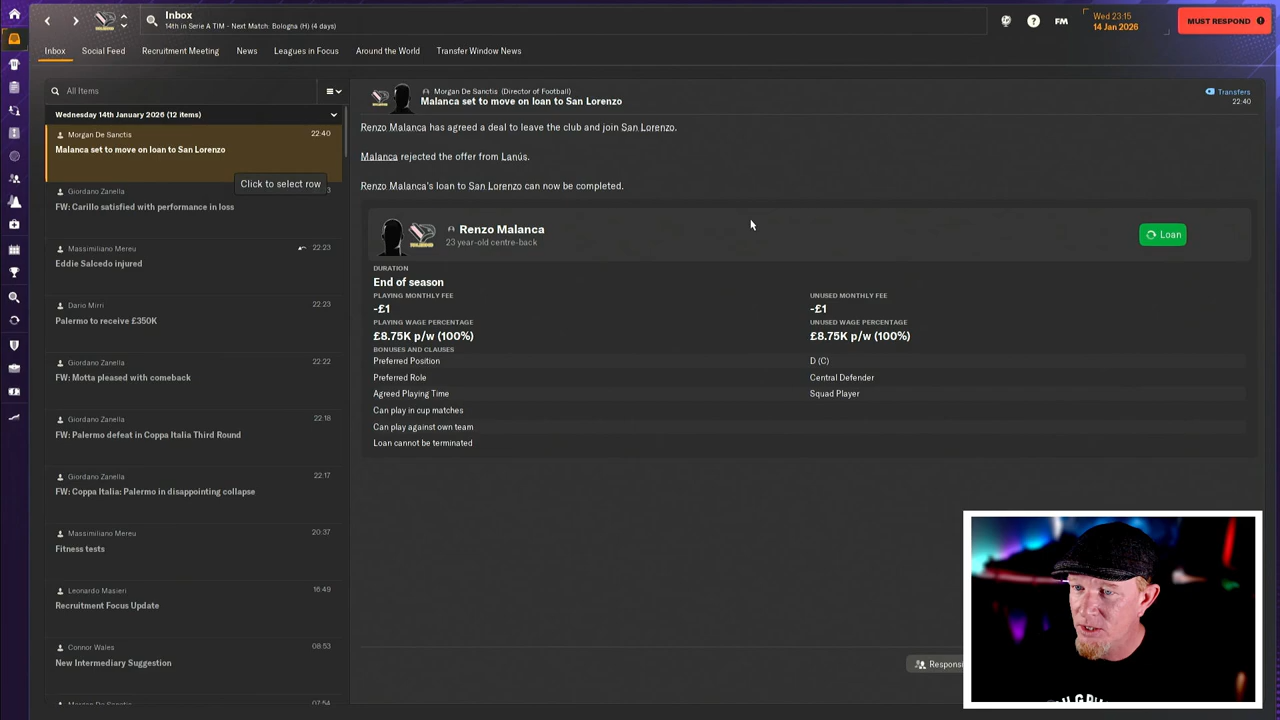 Inbox
14th in Serie A TIM - Next Match: Bologna (H) (4 days)
FM
Wed 23:15
14 Jan 2026
MUST RESPOND
Inbox
Social Feed
Recruitment Meeting
News
Leagues in Focus
Around the World
Transfer Window News
All Items
Wednesday 14th January 2026 (12 items)
Morgan De Sanctis
22:40
Malanca set to move on loan to San Lorenzo
Click to select row
Giordano Zanella
3
FW: Carillo satisfied with performance in loss
Massimiliano Mereu
22:23
Eddie Salcedo injured
Dario Mirri
22:23
Palermo to receive £350K
Giordano Zanella
22:22
FW: Motta pleased with comeback
Giordano Zanella
22:18
FW: Palermo defeat in Coppa Italia Third Round
Giordano Zanella
22:17
FW: Coppa Italia: Palermo in disappointing collapse
Massimiliano Mereu
20:37
Fitness tests
Leonardo Masieri
16:49
Recruitment Focus Update
Connor Wales
08:53
New Intermediary Suggestion
Morgan De Sanctis
07:54
Morgan De Sanctis (Director of Football)
Malanca set to move on loan to San Lorenzo
Transfers
22:40
Renzo Malanca has agreed a deal to leave the club and join San Lorenzo.
Malanca rejected the offer from Lanús.
Renzo Malanca's loan to San Lorenzo can now be completed.
Renzo Malanca
23 year-old centre-back
Loan
DURATION
End of season
PLAYING MONTHLY FEE
-£1
UNUSED MONTHLY FEE
-£1
PLAYING WAGE PERCENTAGE
£8.75K p/w (100%)
UNUSED WAGE PERCENTAGE
£8.75K p/w (100%)
BONUSES AND CLAUSES
Preferred Position
D (C)
Preferred Role
Central Defender
Agreed Playing Time
Squad Player
Can play in cup matches
Can play against own team
Loan cannot be terminated